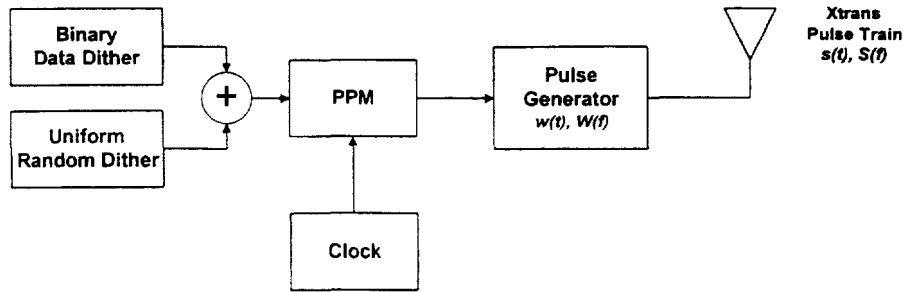 Binary
Data Dither
Uniform
Random Dither
+
PPM
Clock
Pulse
Generator
w(t), W(f)
Xtrans
Pulse Train
s(t), S(f)